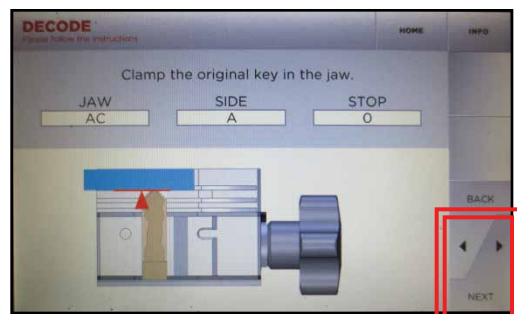 DECODE
Please follow the instructions
HOME
INFO
Clamp the original key in the jaw.
JAW
SIDE
STOP
AC
A
0
BACK
NEXT